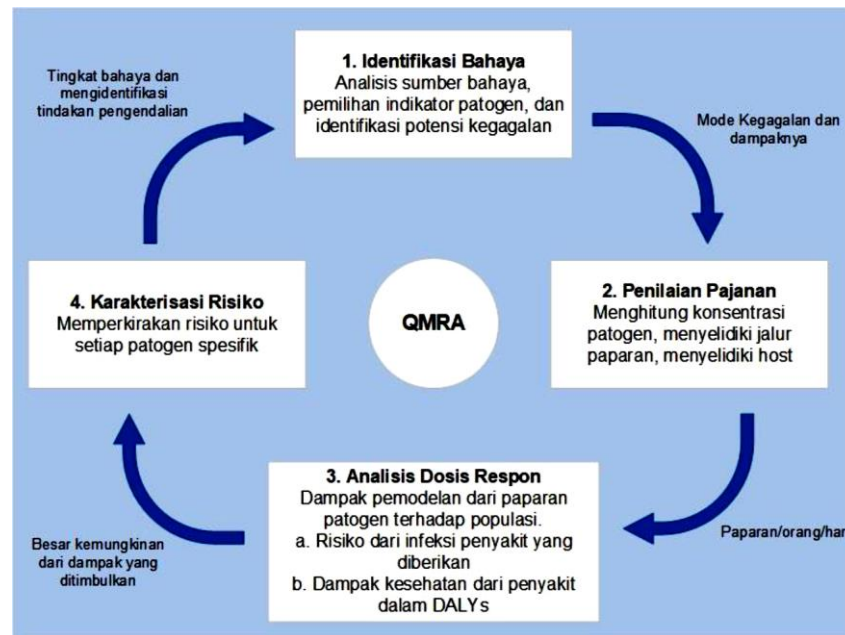 1. Identifikasi Bahaya
Analisis sumber bahaya,
pemilihan indikator patogen, dan
identifikasi potensi kegagalan
Mode Kegagalan dan
dampaknya
2. Penilaian Pajanan
Menghitung konsentrasi
patogen, menyelidiki jalur
paparan, menyelidiki host
Paparan/orang/hari
3. Analisis Dosis Respon
Dampak pemodelan dari paparan
patogen terhadap populasi.
a. Risiko dari infeksi penyakit yang
diberikan
b. Dampak kesehatan dari penyakit
dalam DALYs
Besar kemungkinan
dari dampak yang
ditimbulkan
4. Karakterisasi Risiko
Memperkirakan risiko untuk
setiap patogen spesifik
Tingkat bahaya dan
mengidentifikasi
tindakan pengendalian
QMRA